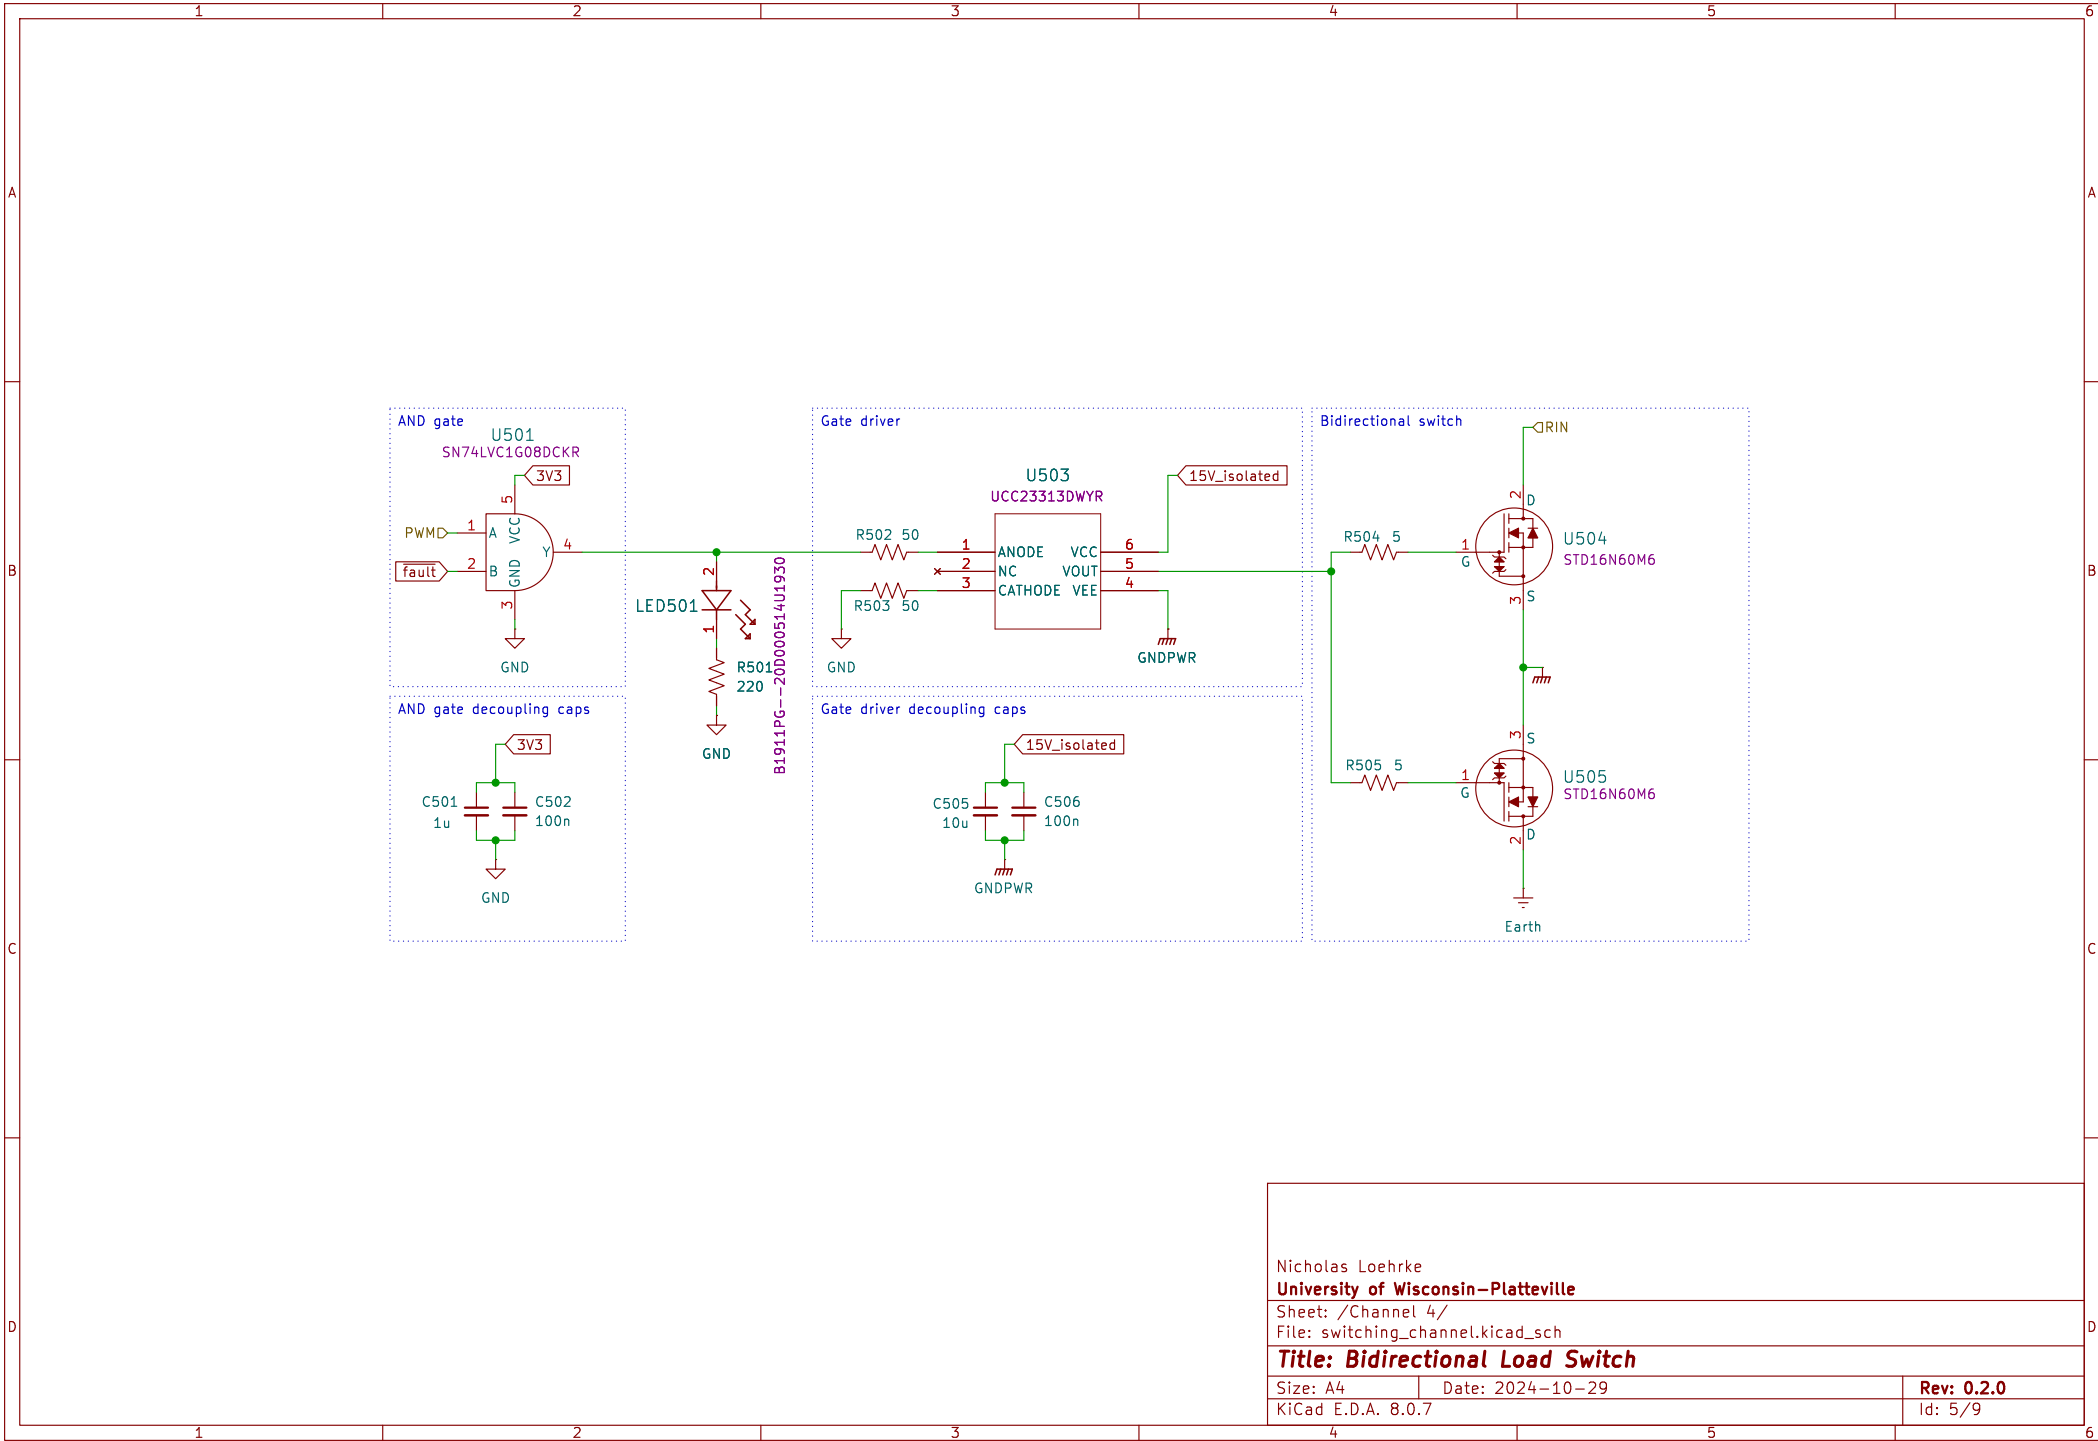 1 2 3 4 5 6
A A
B B
C C
D D
AND gate
U501
SN74LVC1G08DCKR
3V3
5
VCC
PWM 1 A
Y 4
fault 2 B
GND
3
GND
AND gate decoupling caps
3V3
C501
1u
C502
100n
GND
2
LED501
1
B1911PG--20D000514U1930
R501
220
GND
Gate driver
U503
UCC23313DWYR
15V_isolated
R502 50
1 ANODE VCC 6
2 NC VOUT 5
3 CATHODE VEE 4
R503 50
GND
GNDPWR
Gate driver decoupling caps
15V_isolated
C505
10u
C506
100n
GNDPWR
Bidirectional switch
RIN
2 D
R504 5
1
G
U504
STD16N60M6
3 S
3 S
R505 5
1
G
U505
STD16N60M6
D
2
Earth
Nicholas Loehrke
University of Wisconsin-Platteville
Sheet: /Channel 4/
File: switching_channel.kicad_sch
Title: Bidirectional Load Switch
Size: A4 Date: 2024-10-29 Rev: 0.2.0
KiCad E.D.A. 8.0.7 Id: 5/9
1 2 3 4 5 6